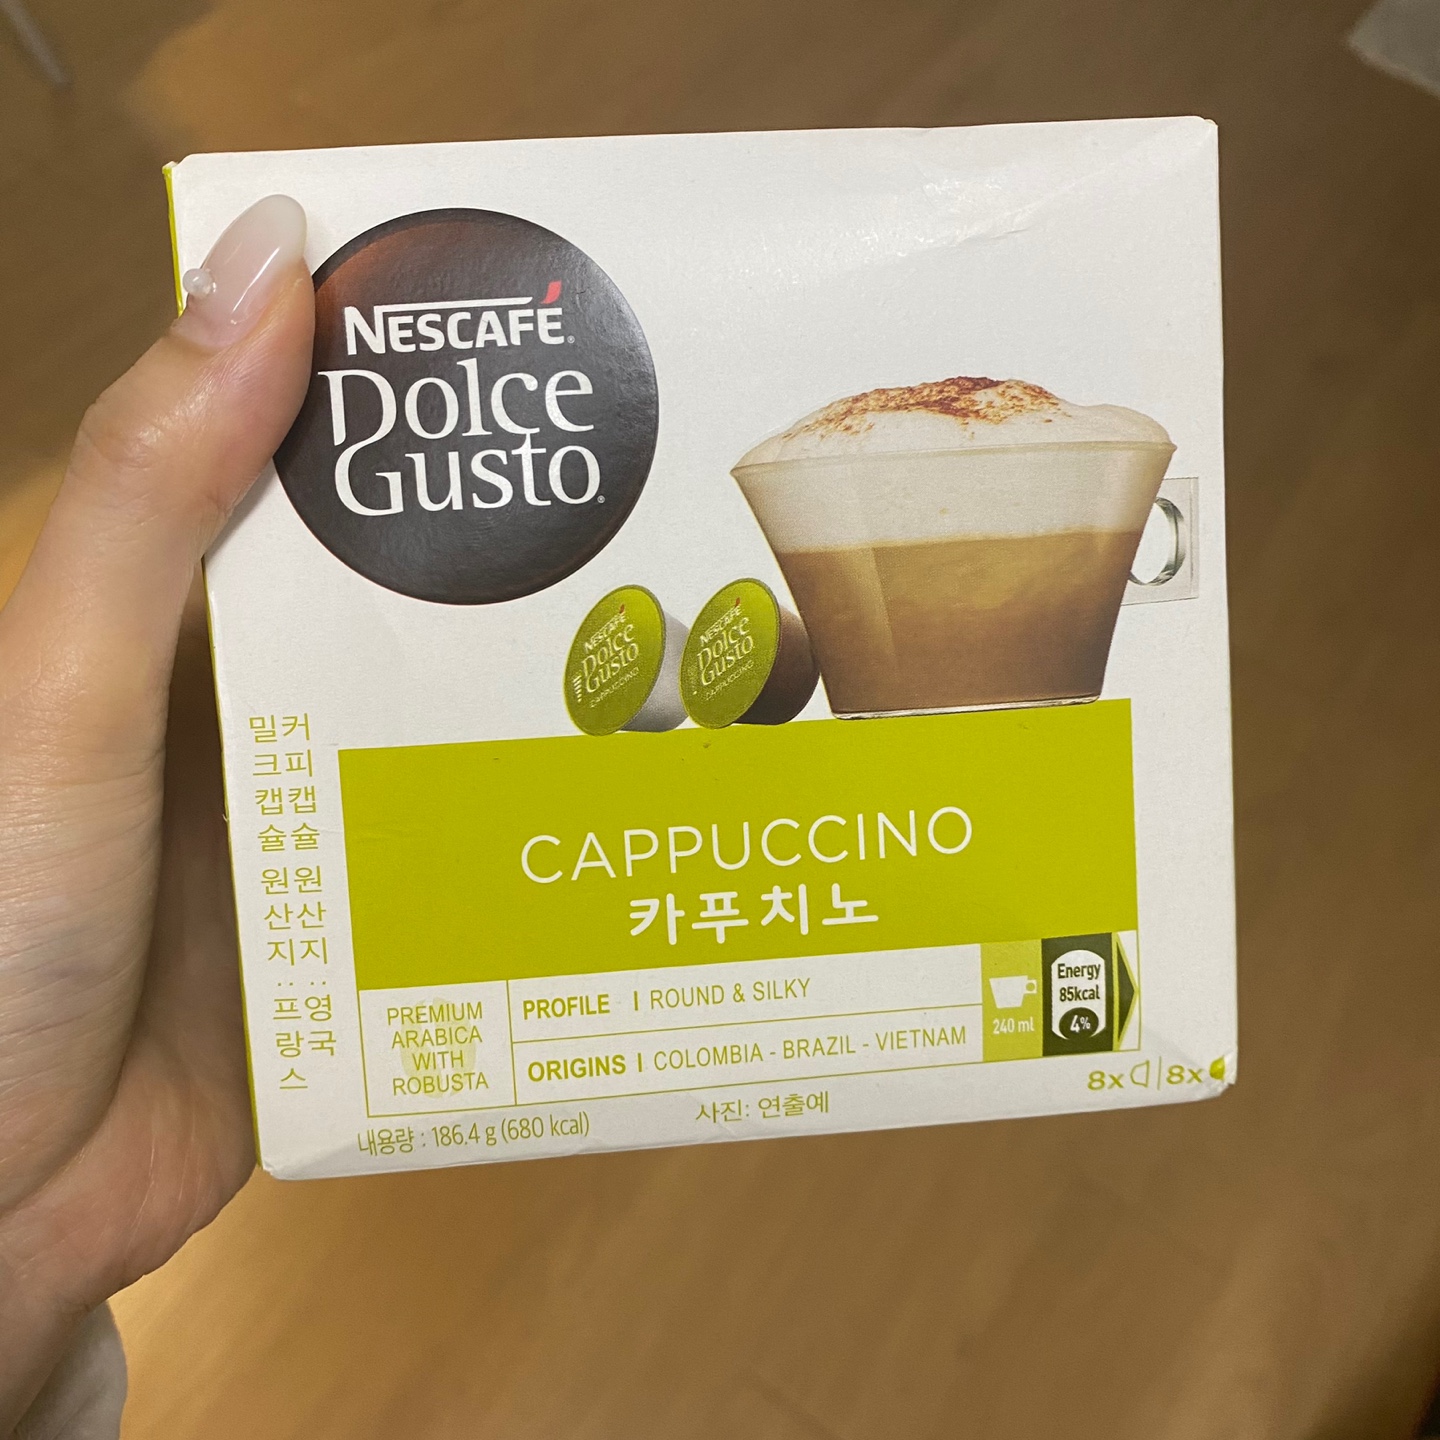 NESCAFÉ®
Dolce
Gusto®
NESCAFÉ
Dolce
Gusto
CAPPUCCINO
NESCAFÉ
Dolce
Gusto
CAPPUCCINO
커피캡슐 원산지: 영국
밀크캡슐 원산지: 프랑스
CAPPUCCINO
카푸치노
PREMIUM
ARABICA
WITH
ROBUSTA
PROFILE | ROUND & SILKY
ORIGINS | COLOMBIA - BRAZIL - VIETNAM
240 ml
Energy
85kcal
4%
8x | 8x
내용량 : 186.4 g (680 kcal)
사진: 연출예